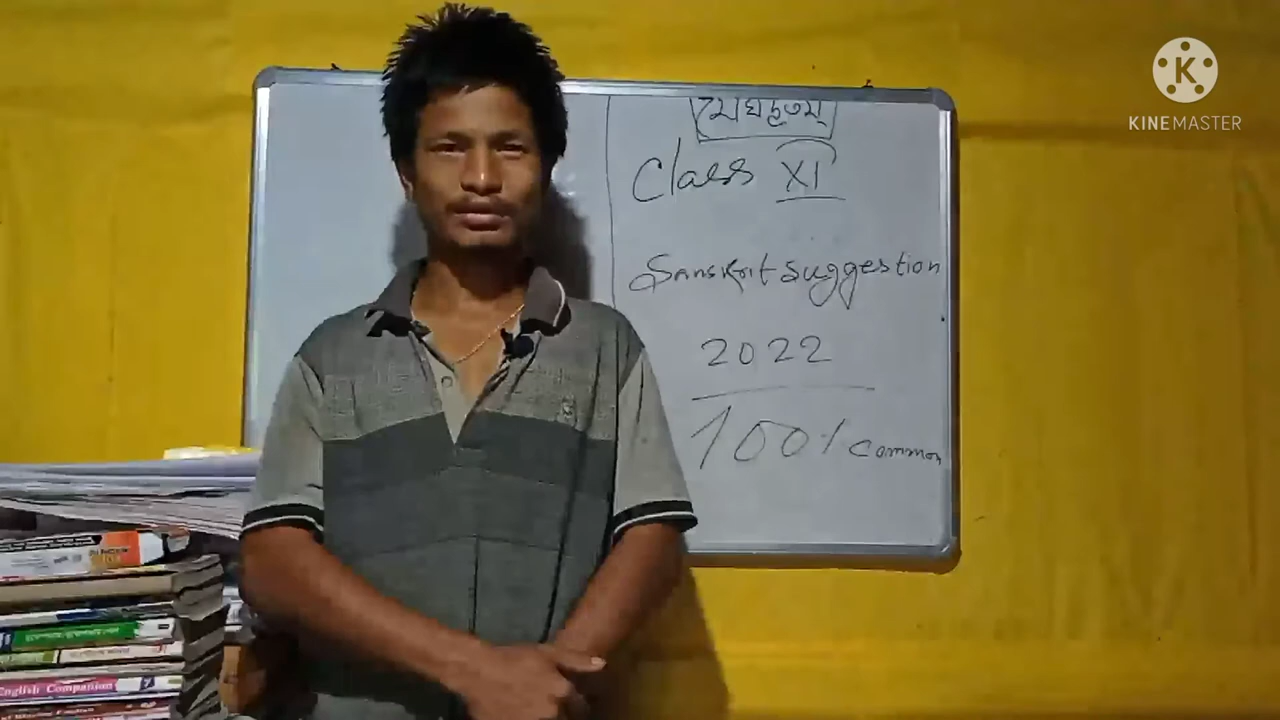 মেঘদূতম্
Class XI
Sanskrit suggestion
2022
100% common
KINEMASTER
English Companion